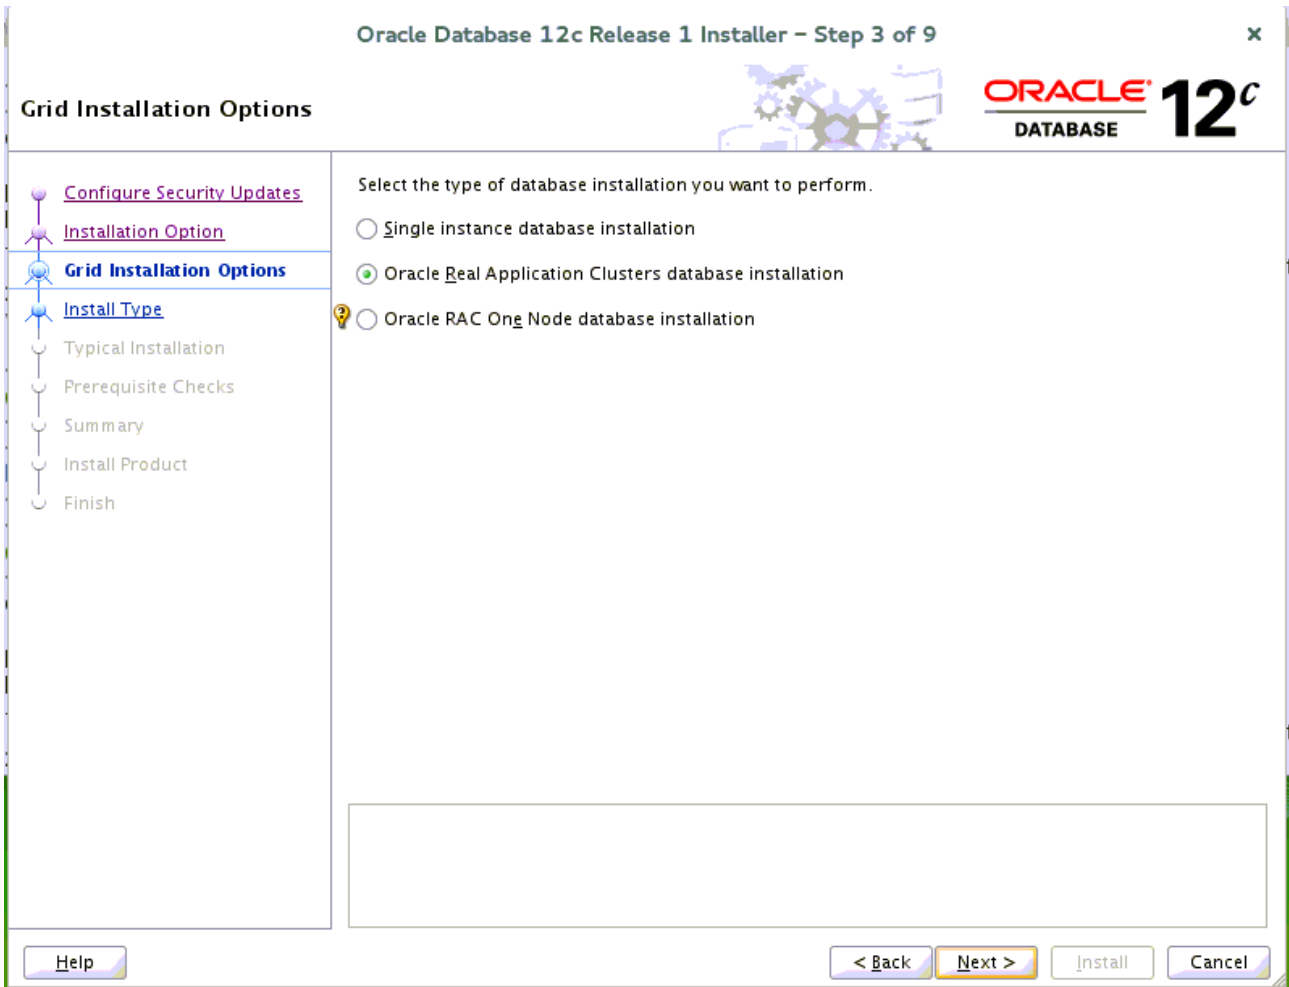 Oracle Database 12c Release 1 Installer – Step 3 of 9
Grid Installation Options
ORACLE
DATABASE
12c
Configure Security Updates
Installation Option
Grid Installation Options
Install Type
Typical Installation
Prerequisite Checks
Summary
Install Product
Finish
Select the type of database installation you want to perform.
Single instance database installation
Oracle Real Application Clusters database installation
Oracle RAC One Node database installation
Help
< Back
Next >
Install
Cancel